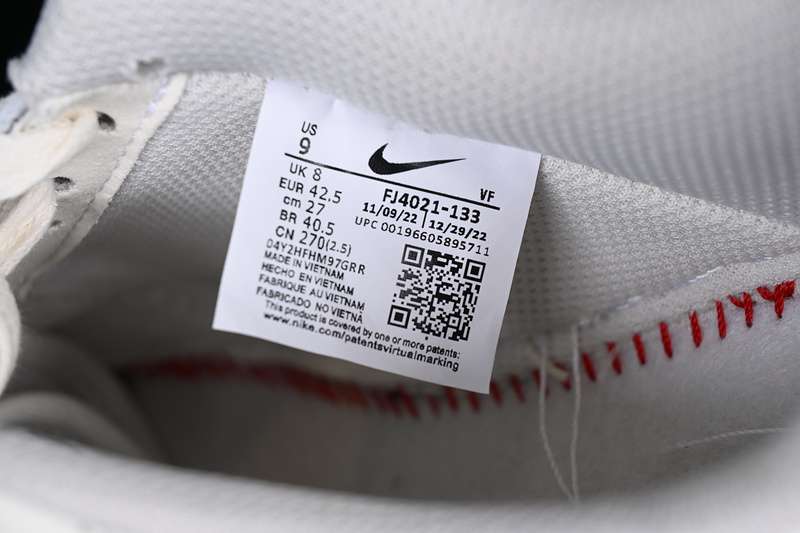 US
9
VF
UK 8
EUR 42.5
cm 27
BR 40.5
CN 270(2.5)
FJ4021-133
11/09/22 | 12/29/22
UPC 00196605895711
04Y2HFHM97GRR
MADE IN VIETNAM
HECHO EN VIETNAM
FABRIQUE AU VIETNAM
FABRICADO NO VIETNÃ
This product is covered by one or more patents:
www.nike.com/patentsvirtualmarking